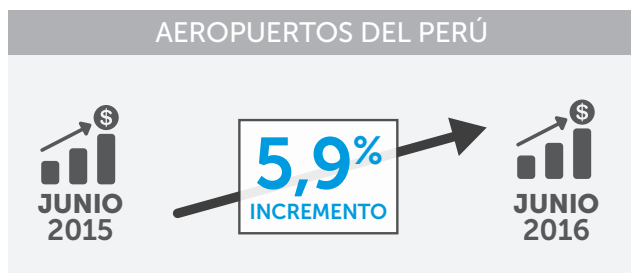 AEROPUERTOS DEL PERÚ
$
JUNIO
2015
5,9%
INCREMENTO
$
JUNIO
2016